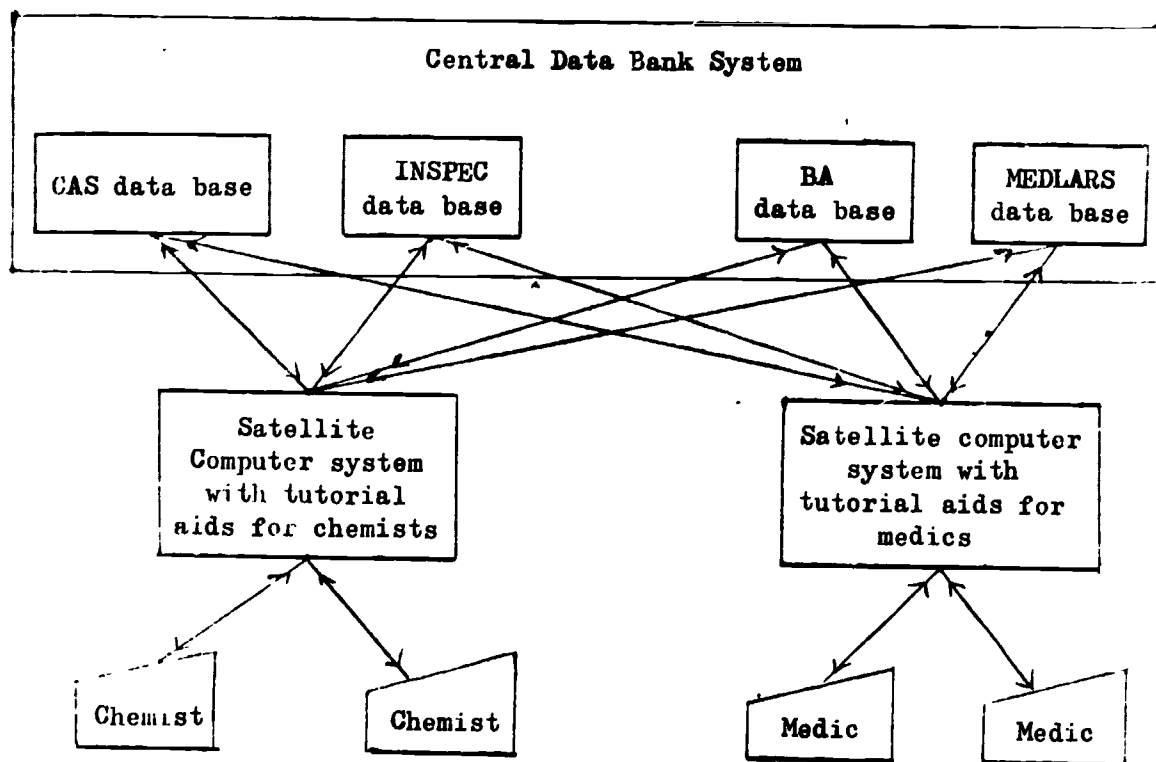 Central Data Bank System
CAS data base
INSPEC
data base
BA
data base
MEDLARS
data base
Satellite
Computer system
with tutorial
aids for chemists
Satellite computer
system with
tutorial aids for
medics
Chemist
Chemist
Medic
Medic